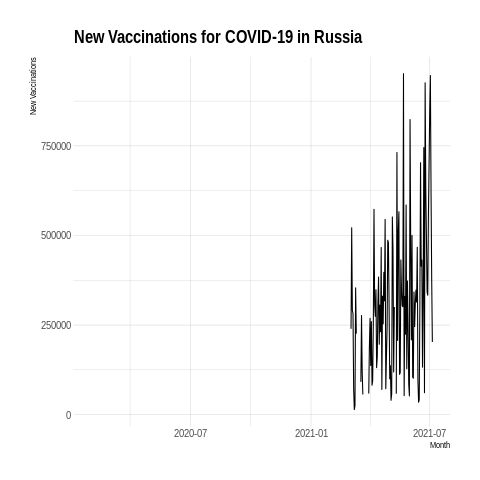 New Vaccinations for COVID-19 in Russia
New Vaccinations
750000
500000
250000
0
2020-07
2021-01
2021-07
Month